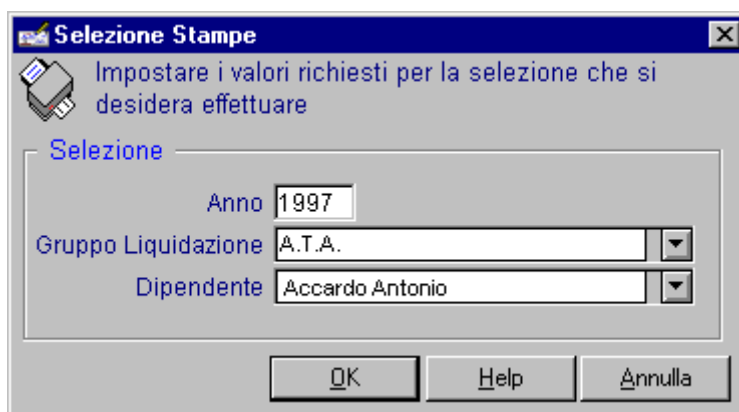 Selezione Stampe
Impostare i valori richiesti per la selezione che si
desidera effettuare
Selezione
Anno 1997
Gruppo Liquidazione A.T.A.
Dipendente Accardo Antonio
OK Help Annulla